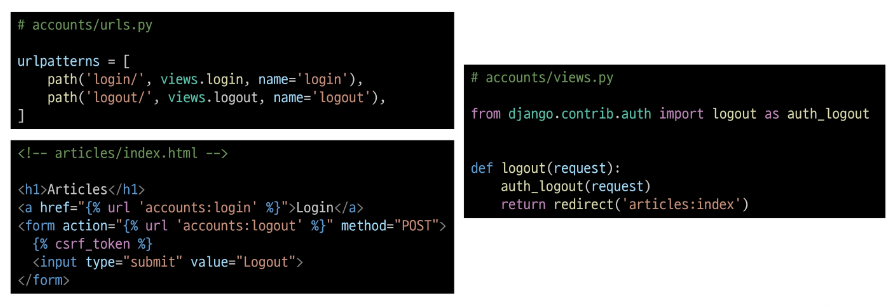 # accounts/urls.py
urlpatterns = [
    path('login/', views.login, name='login'),
    path('logout/', views.logout, name='logout'),
]
<!-- articles/index.html -->
<h1>Articles</h1>
<a href="{% url 'accounts:login' %}">Login</a>
<form action="{% url 'accounts:logout' %}" method="POST">
  {% csrf_token %}
  <input type="submit" value="Logout">
</form>
# accounts/views.py
from django.contrib.auth import logout as auth_logout
def logout(request):
    auth_logout(request)
    return redirect('articles:index')